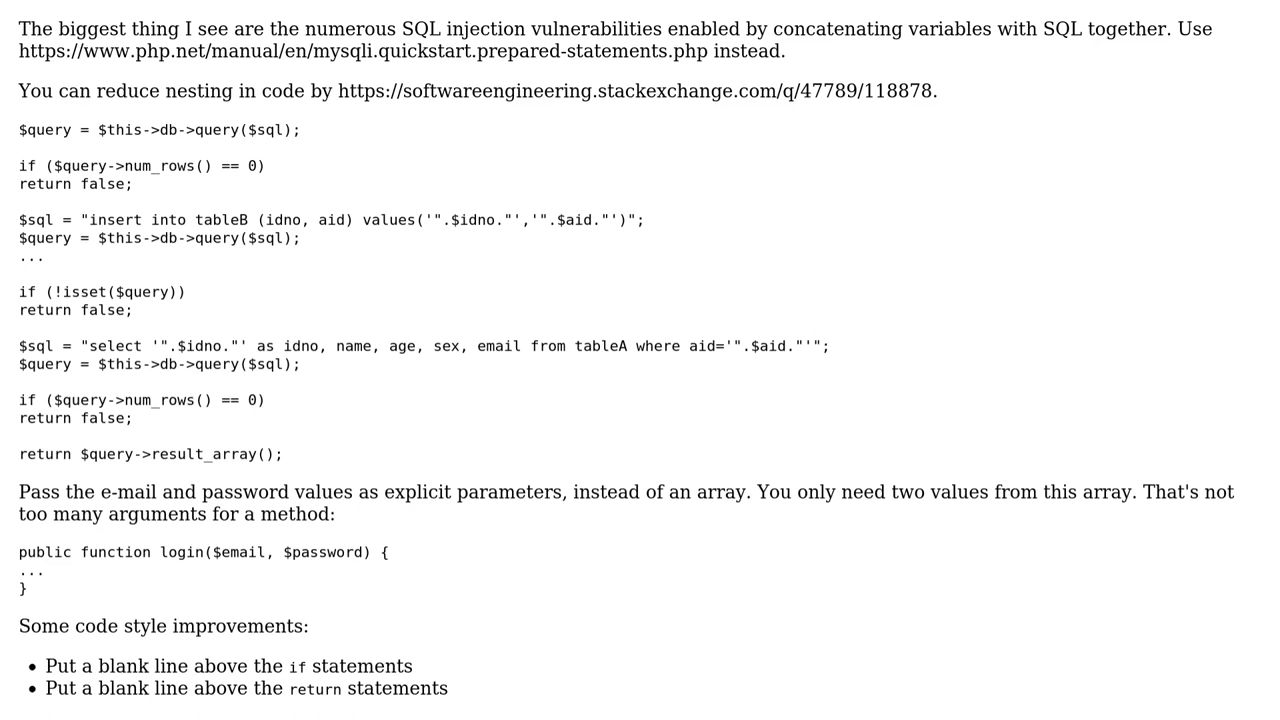 The biggest thing I see are the numerous SQL injection vulnerabilities enabled by concatenating variables with SQL together. Use
https://www.php.net/manual/en/mysqli.quickstart.prepared-statements.php instead.
You can reduce nesting in code by https://softwareengineering.stackexchange.com/q/47789/118878.
$query = $this->db->query($sql);
if ($query->num_rows() == 0)
return false;
$sql = "insert into tableB (idno, aid) values('".$idno."','".$aid."')";
$query = $this->db->query($sql);
...
if (!isset($query))
return false;
$sql = "select '".$idno."' as idno, name, age, sex, email from tableA where aid='".$aid."'";
$query = $this->db->query($sql);
if ($query->num_rows() == 0)
return false;
return $query->result_array();
Pass the e-mail and password values as explicit parameters, instead of an array. You only need two values from this array. That's not
too many arguments for a method:
public function login($email, $password) {
...
}
Some code style improvements:
• Put a blank line above the if statements
• Put a blank line above the return statements